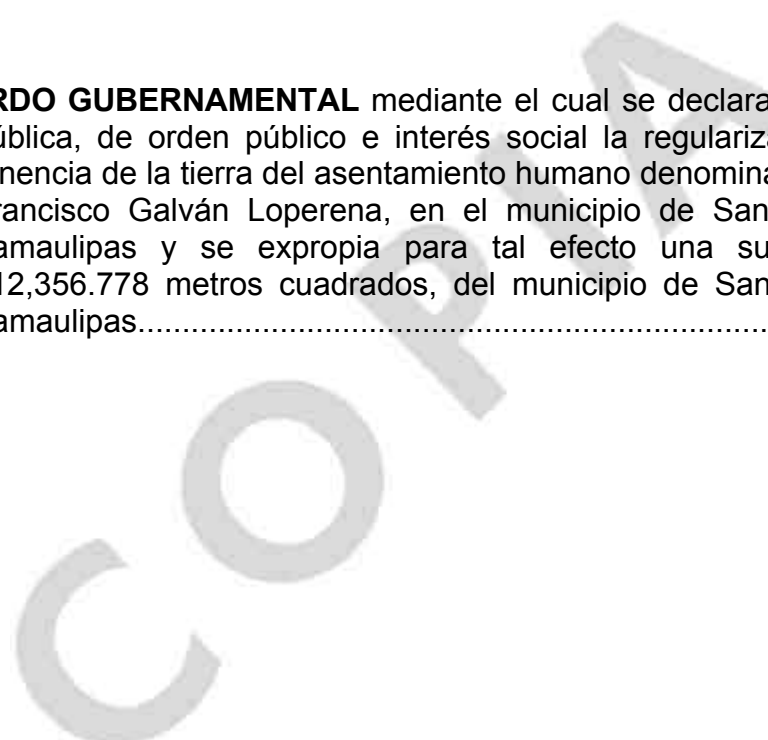 RDO GUBERNAMENTAL mediante el cual se declara
ública, de orden público e interés social la regulariza
nencia de la tierra del asentamiento humano denomina
rancisco Galván Loperena, en el municipio de San
amaulipas y se expropia para tal efecto una su
12,356.778 metros cuadrados, del municipio de San
amaulipas.......................................................................
COPIA